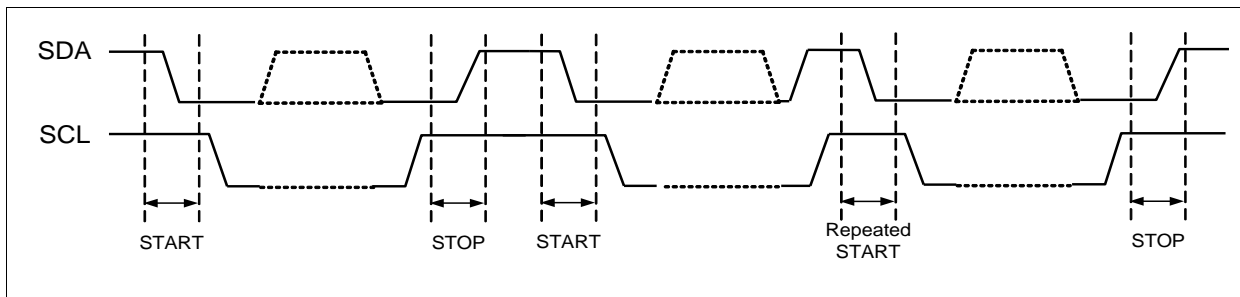 SDA
SCL
START
STOP
START
Repeated
START
STOP